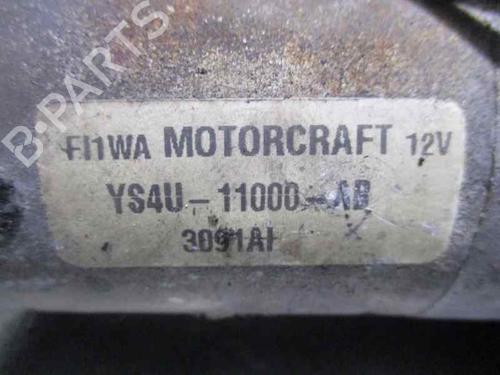 B-PARTS
FI1WA MOTORCRAFT 12V
YS4U-11000-AB
3091AI